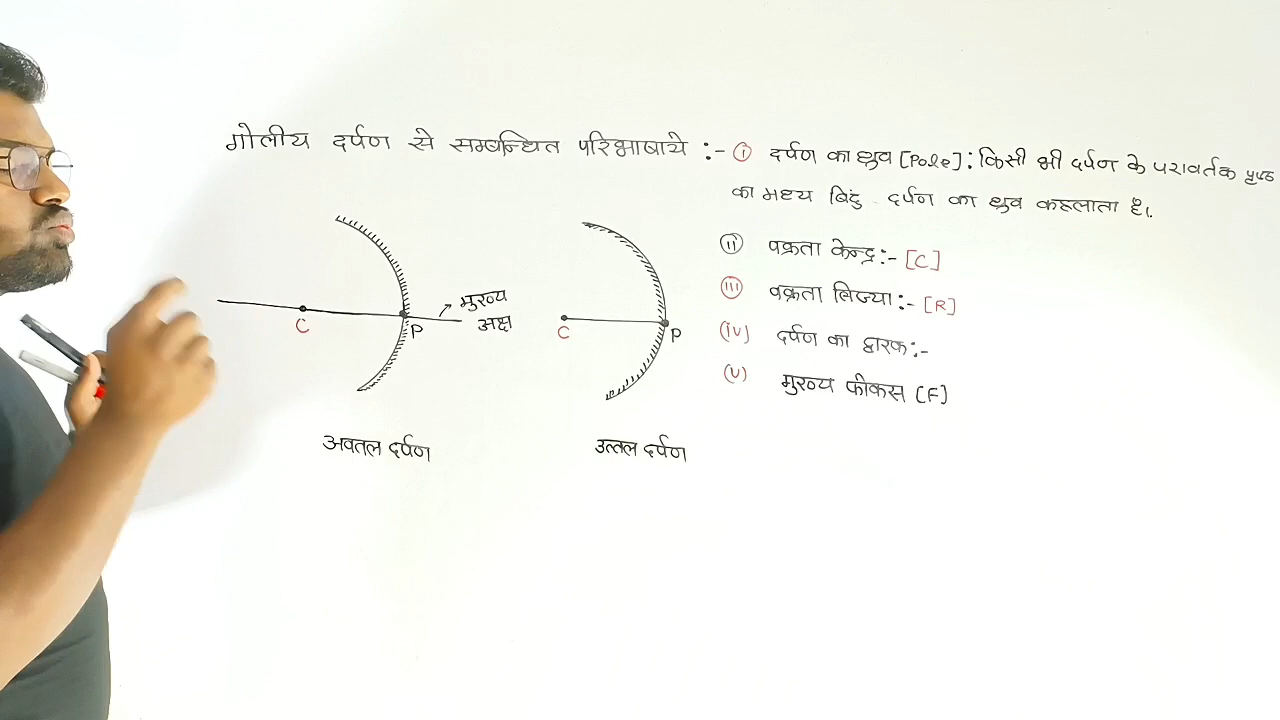 गोलीय दर्पण से सम्बन्धित परिभाषाये :-
(i) दर्पण का ध्रुव [Pole] : किसी भी दर्पण के परावर्तक पृष्ठ
का मध्य बिंदु दर्पण का ध्रुव कहलाता है।
(ii) वक्रता केन्द्र :- [C]
(iii) वक्रता त्रिज्या :- [R]
(iv) दर्पण का द्वारक :-
(v) मुख्य फोकस [F]
C
P
मुख्य
अक्ष
C
P
अवतल दर्पण
उत्तल दर्पण